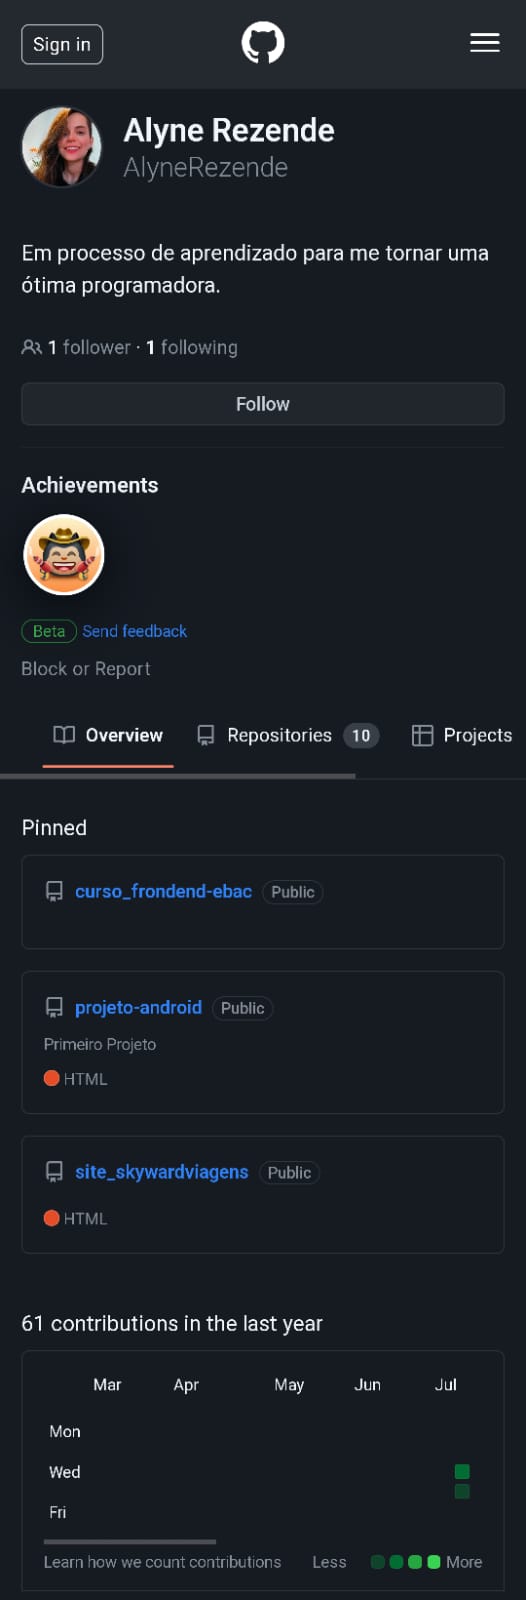 Sign in
Alyne Rezende
AlyneRezende
Em processo de aprendizado para me tornar uma
ótima programadora.
1 follower · 1 following
Follow
Achievements
Beta Send feedback
Block or Report
Overview Repositories 10 Projects
Pinned
curso_frondend-ebac Public
projeto-android Public
Primeiro Projeto
HTML
site_skywardviagens Public
HTML
61 contributions in the last year
Mar Apr May Jun Jul
Mon
Wed
Fri
Learn how we count contributions Less More